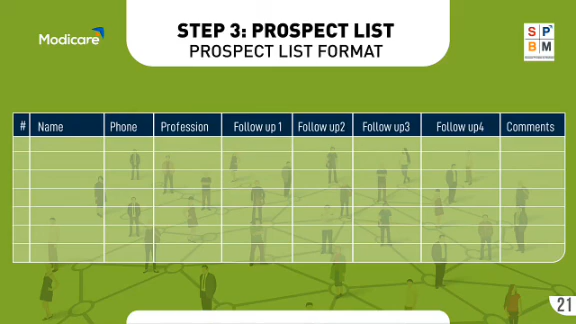 Modicare
STEP 3: PROSPECT LIST
PROSPECT LIST FORMAT
S P
B M
# Name Phone Profession Follow up 1 Follow up2 Follow up3 Follow up4 Comments
21